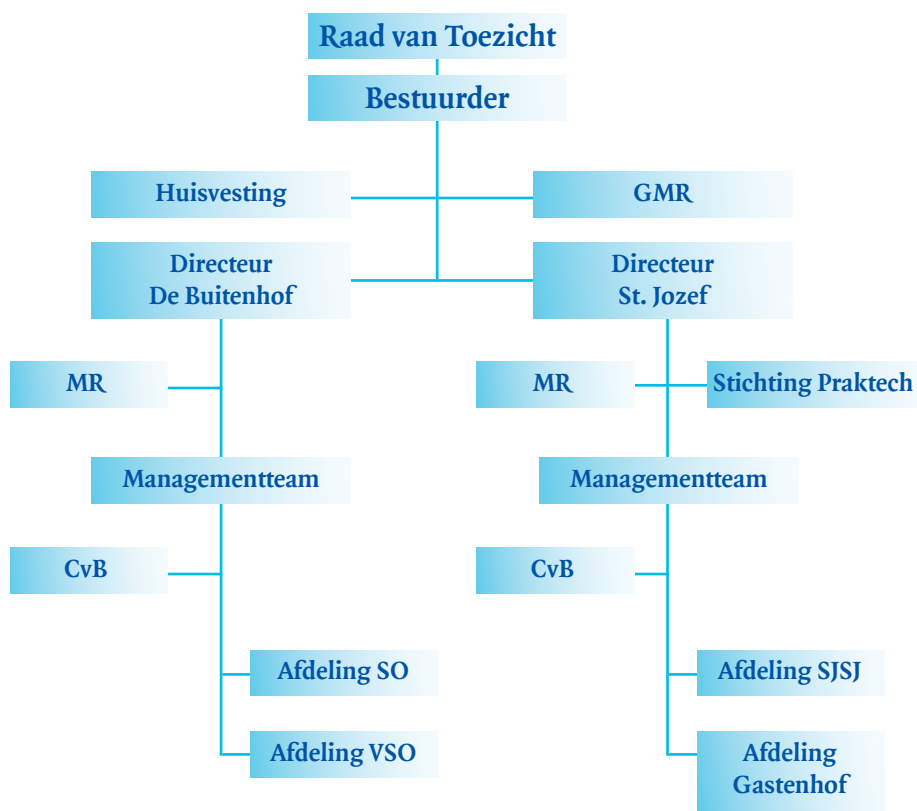 Raad van Toezicht
Bestuurder
Huisvesting
GMR
Directeur
De Buitenhof
Directeur
St. Jozef
MR
MR
Stichting Praktech
Managementteam
Managementteam
CvB
CvB
Afdeling SO
Afdeling SJSJ
Afdeling VSO
Afdeling
Gastenhof